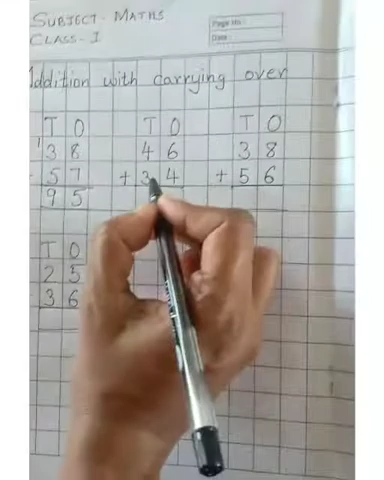 SUBJECT - MATHS
CLASS - I
Page No.
Date
Addition with carrying over
T O T O T O
1
3 8 4 6 3 8
5 7 + 3 4 + 5 6
9 5
T O
2 5
3 6